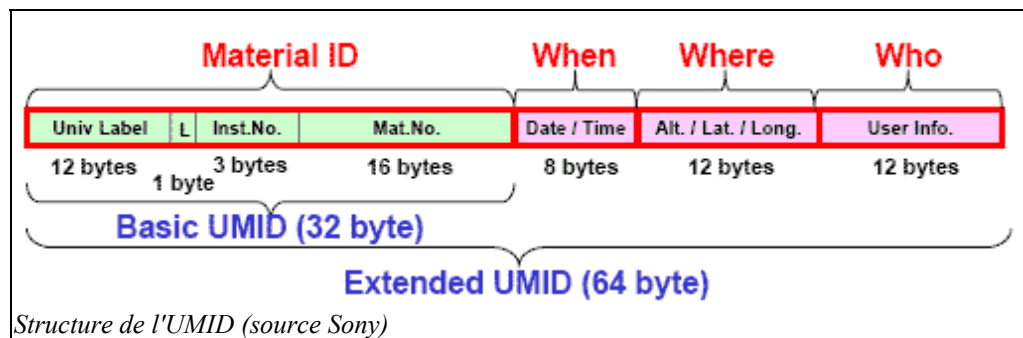 Material ID When Where Who
Univ Label L Inst.No. Mat.No. Date / Time Alt. / Lat. / Long. User Info.
12 bytes 3 bytes 16 bytes 8 bytes 12 bytes 12 bytes
1 byte
Basic UMID (32 byte)
Extended UMID (64 byte)
Structure de l'UMID (source Sony)